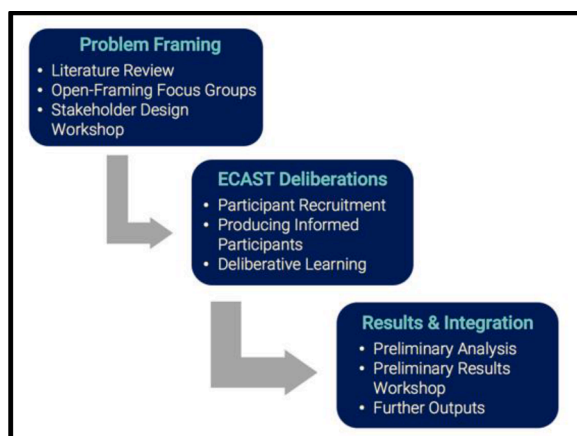 Problem Framing
• Literature Review
• Open-Framing Focus Groups
• Stakeholder Design
Workshop
ECAST Deliberations
• Participant Recruitment
• Producing Informed
Participants
• Deliberative Learning
Results & Integration
• Preliminary Analysis
• Preliminary Results
Workshop
• Further Outputs